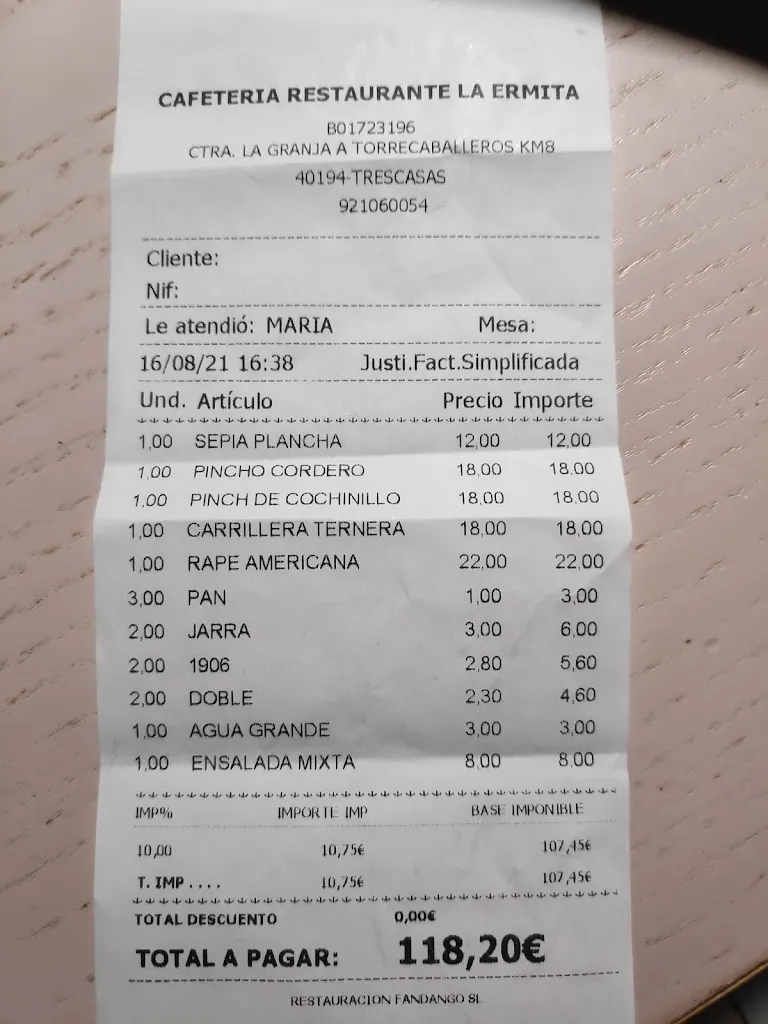 CAFETERIA RESTAURANTE LA ERMITA
B01723196
CTRA. LA GRANJA A TORRECABALLEROS KM8
40194-TRESCASAS
921060054
Cliente:
Nif:
Le atendió: MARIA Mesa:
16/08/21 16:38 Justi.Fact.Simplificada
Und. Artículo Precio Importe
1,00 SEPIA PLANCHA 12,00 12,00
1,00 PINCHO CORDERO 18,00 18,00
1,00 PINCH DE COCHINILLO 18,00 18,00
1,00 CARRILLERA TERNERA 18,00 18,00
1,00 RAPE AMERICANA 22,00 22,00
3,00 PAN 1,00 3,00
2,00 JARRA 3,00 6,00
2,00 1906 2,80 5,60
2,00 DOBLE 2,30 4,60
1,00 AGUA GRANDE 3,00 3,00
1,00 ENSALADA MIXTA 8,00 8,00
IMP% IMPORTE IMP BASE IMPONIBLE
10,00 10,75€ 107,45€
T. IMP .... 10,75€ 107,45€
TOTAL DESCUENTO 0,00€
TOTAL A PAGAR: 118,20€
RESTAURACION FANDANGO SL